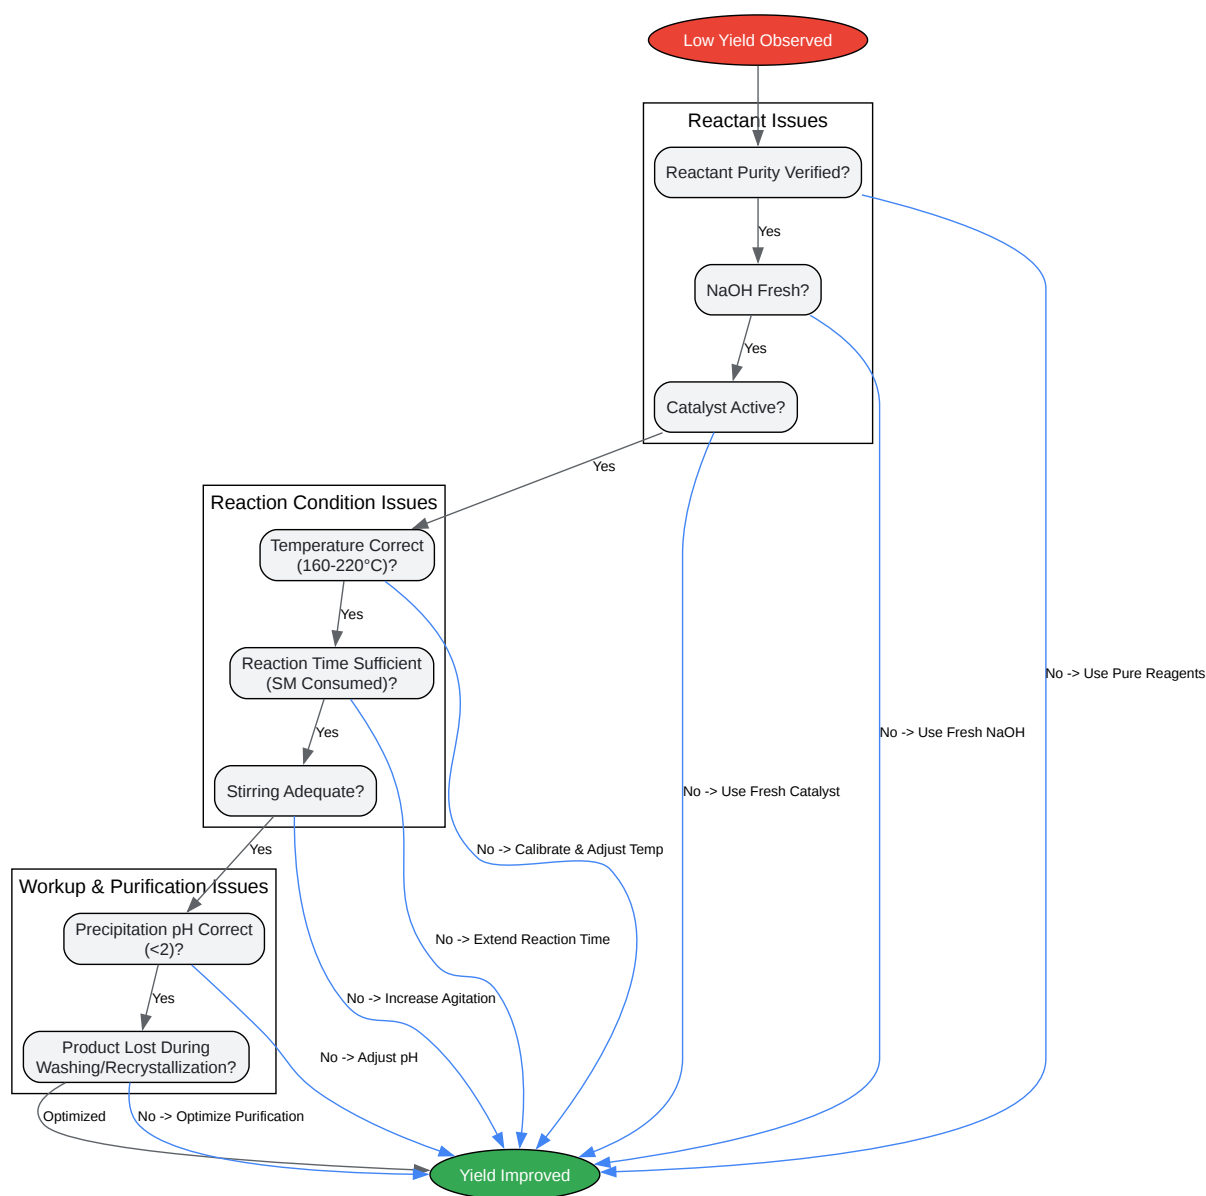 Low Yield Observed
Reactant Issues
Reactant Purity Verified?
Yes
NaOH Fresh?
Yes
Catalyst Active?
Yes
Reaction Condition Issues
Temperature Correct
(160-220°C)?
Yes
Reaction Time Sufficient
(SM Consumed)?
Yes
Stirring Adequate?
No -> Use Pure Reagents
No -> Use Fresh NaOH
No -> Use Fresh Catalyst
Yes
No -> Calibrate & Adjust Temp
Workup & Purification Issues
Precipitation pH Correct
(<2)?
No -> Extend Reaction Time
Yes
No -> Increase Agitation
Product Lost During
Washing/Recrystallization?
No -> Adjust pH
Optimized
No -> Optimize Purification
Yield Improved